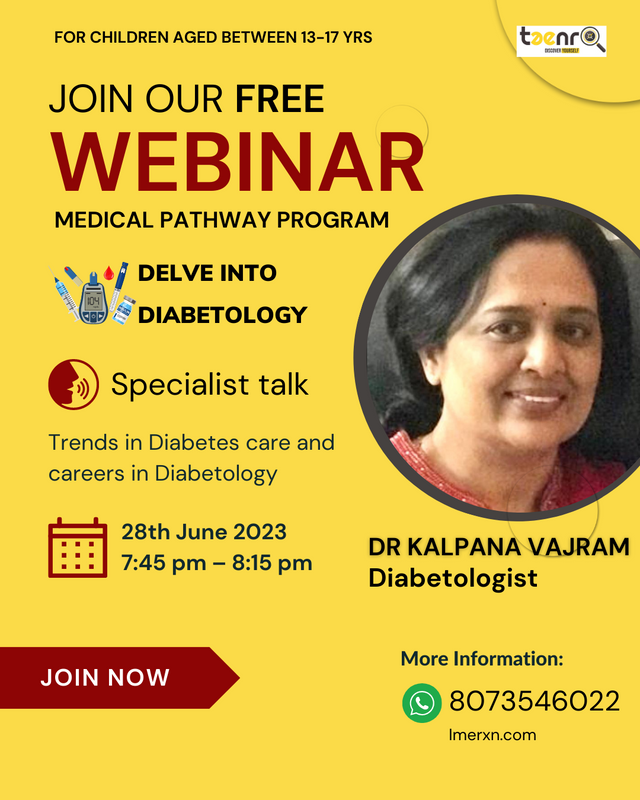 FOR CHILDREN AGED BETWEEN 13-17 YRS
taenr
DISCOVER YOURSELF
JOIN OUR FREE
WEBINAR
MEDICAL PATHWAY PROGRAM
DELVE INTO
DIABETOLOGY
104
Specialist talk
Trends in Diabetes care and
careers in Diabetology
28th June 2023
7:45 pm – 8:15 pm
DR KALPANA VAJRAM
Diabetologist
JOIN NOW
More Information:
8073546022
lmerxn.com